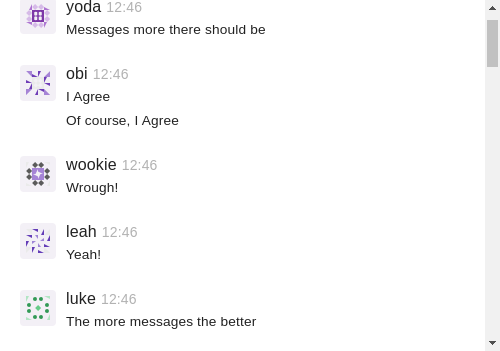 yoda 12:46
Messages more there should be
obi 12:46
I Agree
Of course, I Agree
wookie 12:46
Wrough!
leah 12:46
Yeah!
luke 12:46
The more messages the better